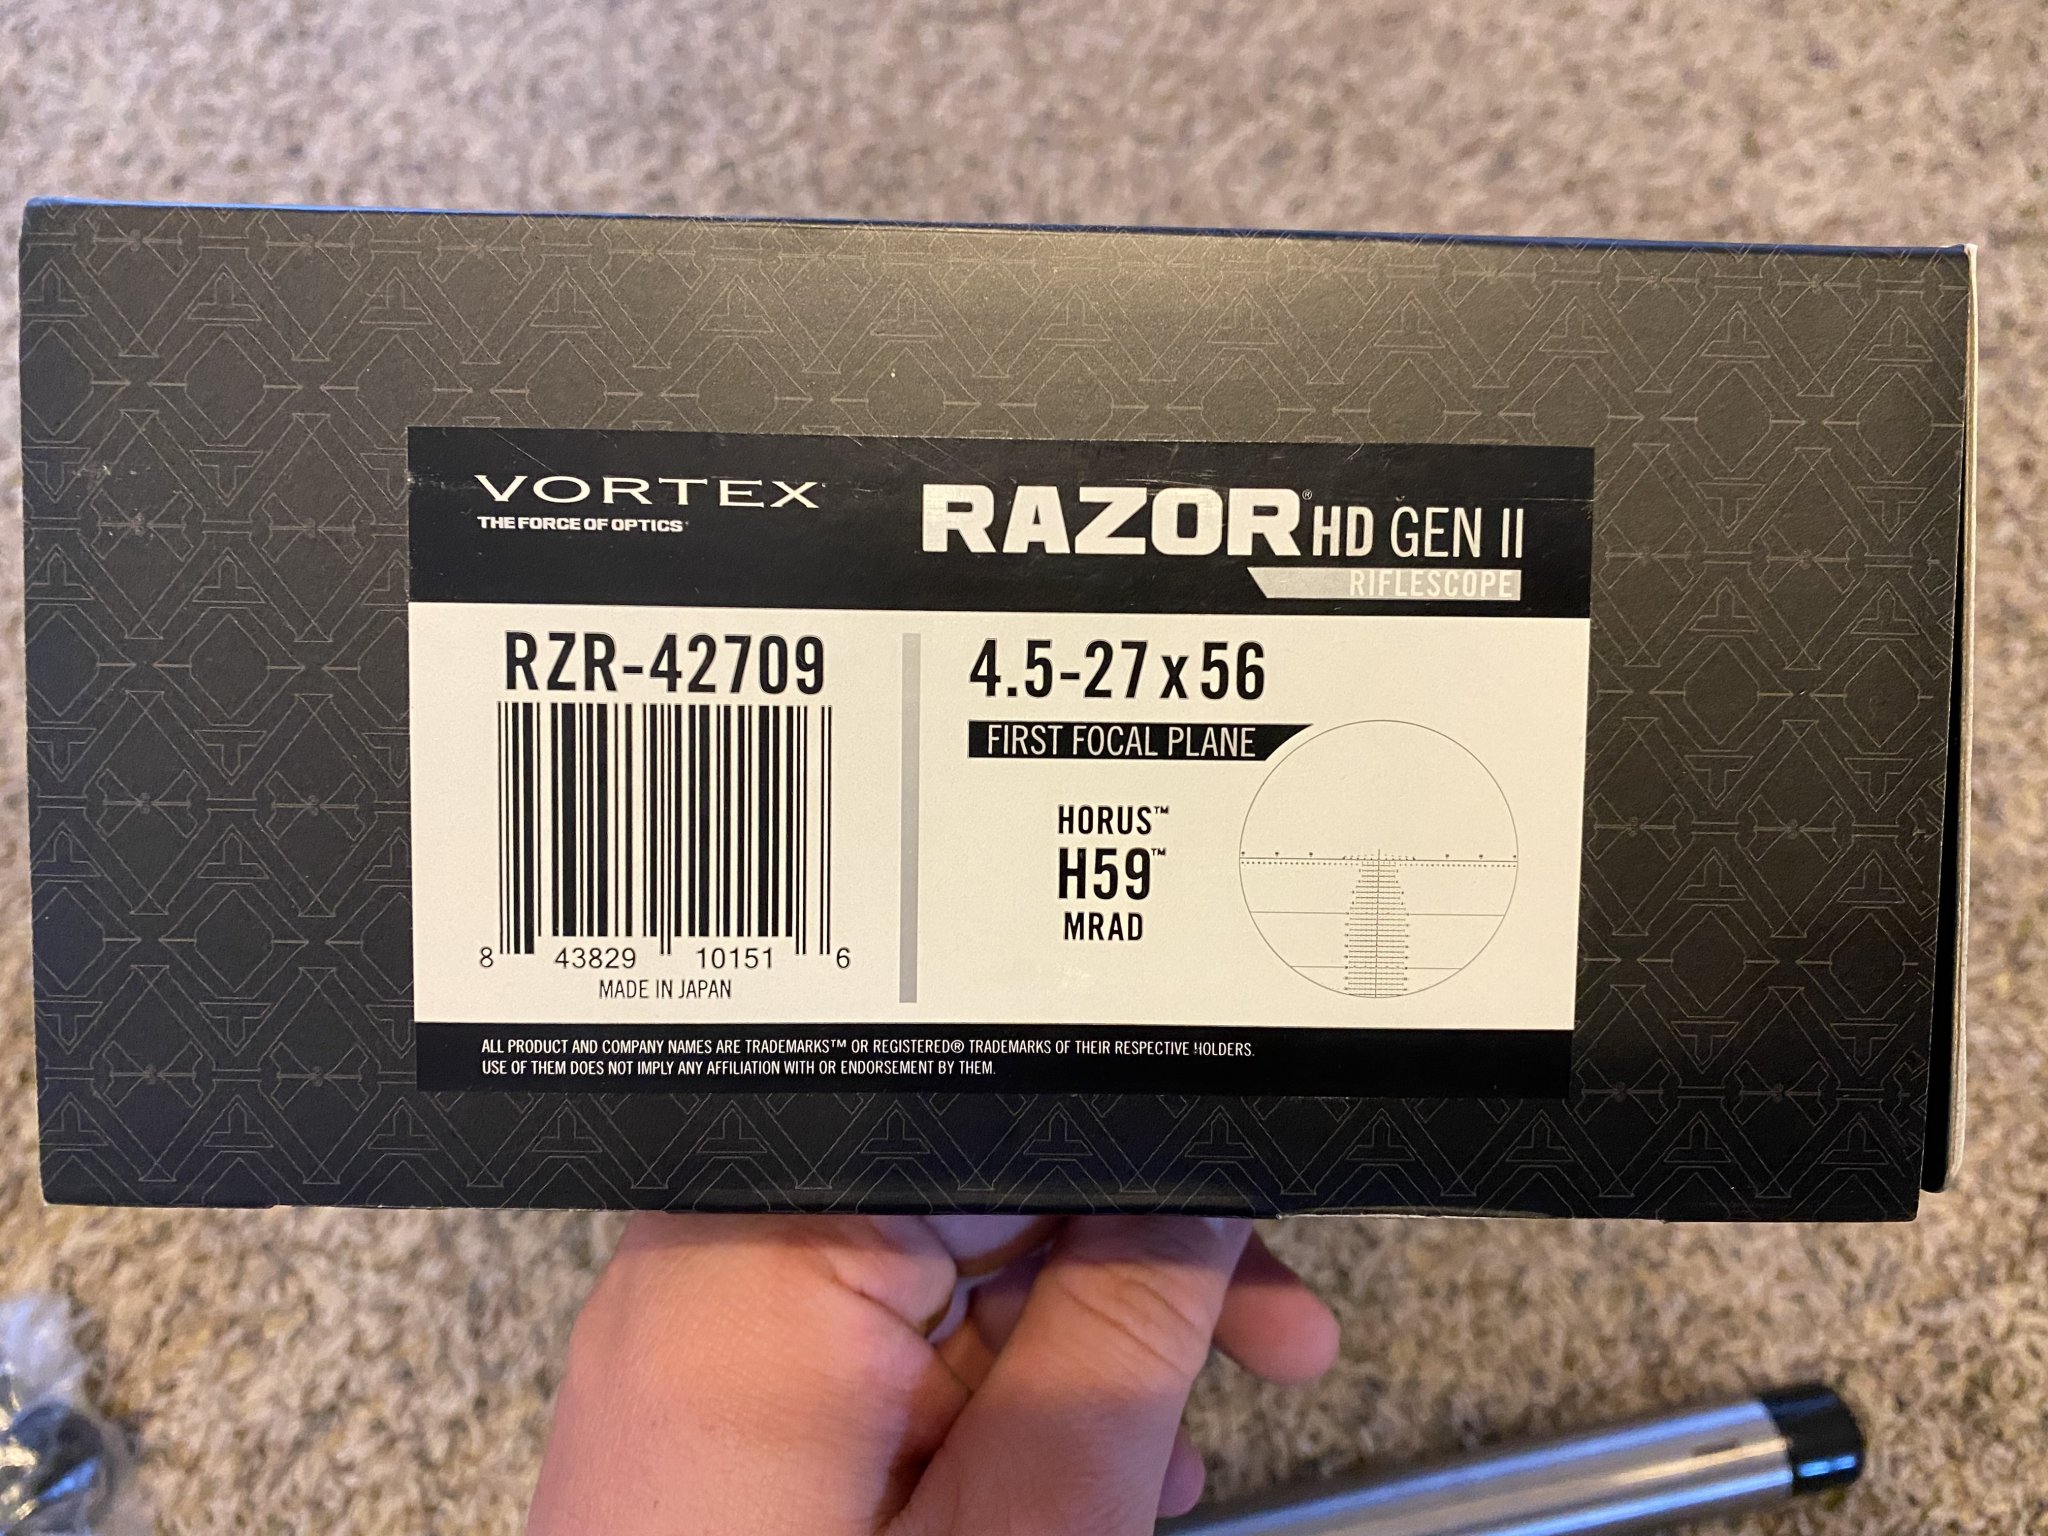 VORTEX
THE FORCE OF OPTICS
RAZOR® HD GEN II
RIFLESCOPE
RZR-42709
8 43829 10151 6
MADE IN JAPAN
4.5-27 x 56
FIRST FOCAL PLANE
HORUS™
H59™
MRAD
ALL PRODUCT AND COMPANY NAMES ARE TRADEMARKS™ OR REGISTERED® TRADEMARKS OF THEIR RESPECTIVE HOLDERS.
USE OF THEM DOES NOT IMPLY ANY AFFILIATION WITH OR ENDORSEMENT BY THEM.